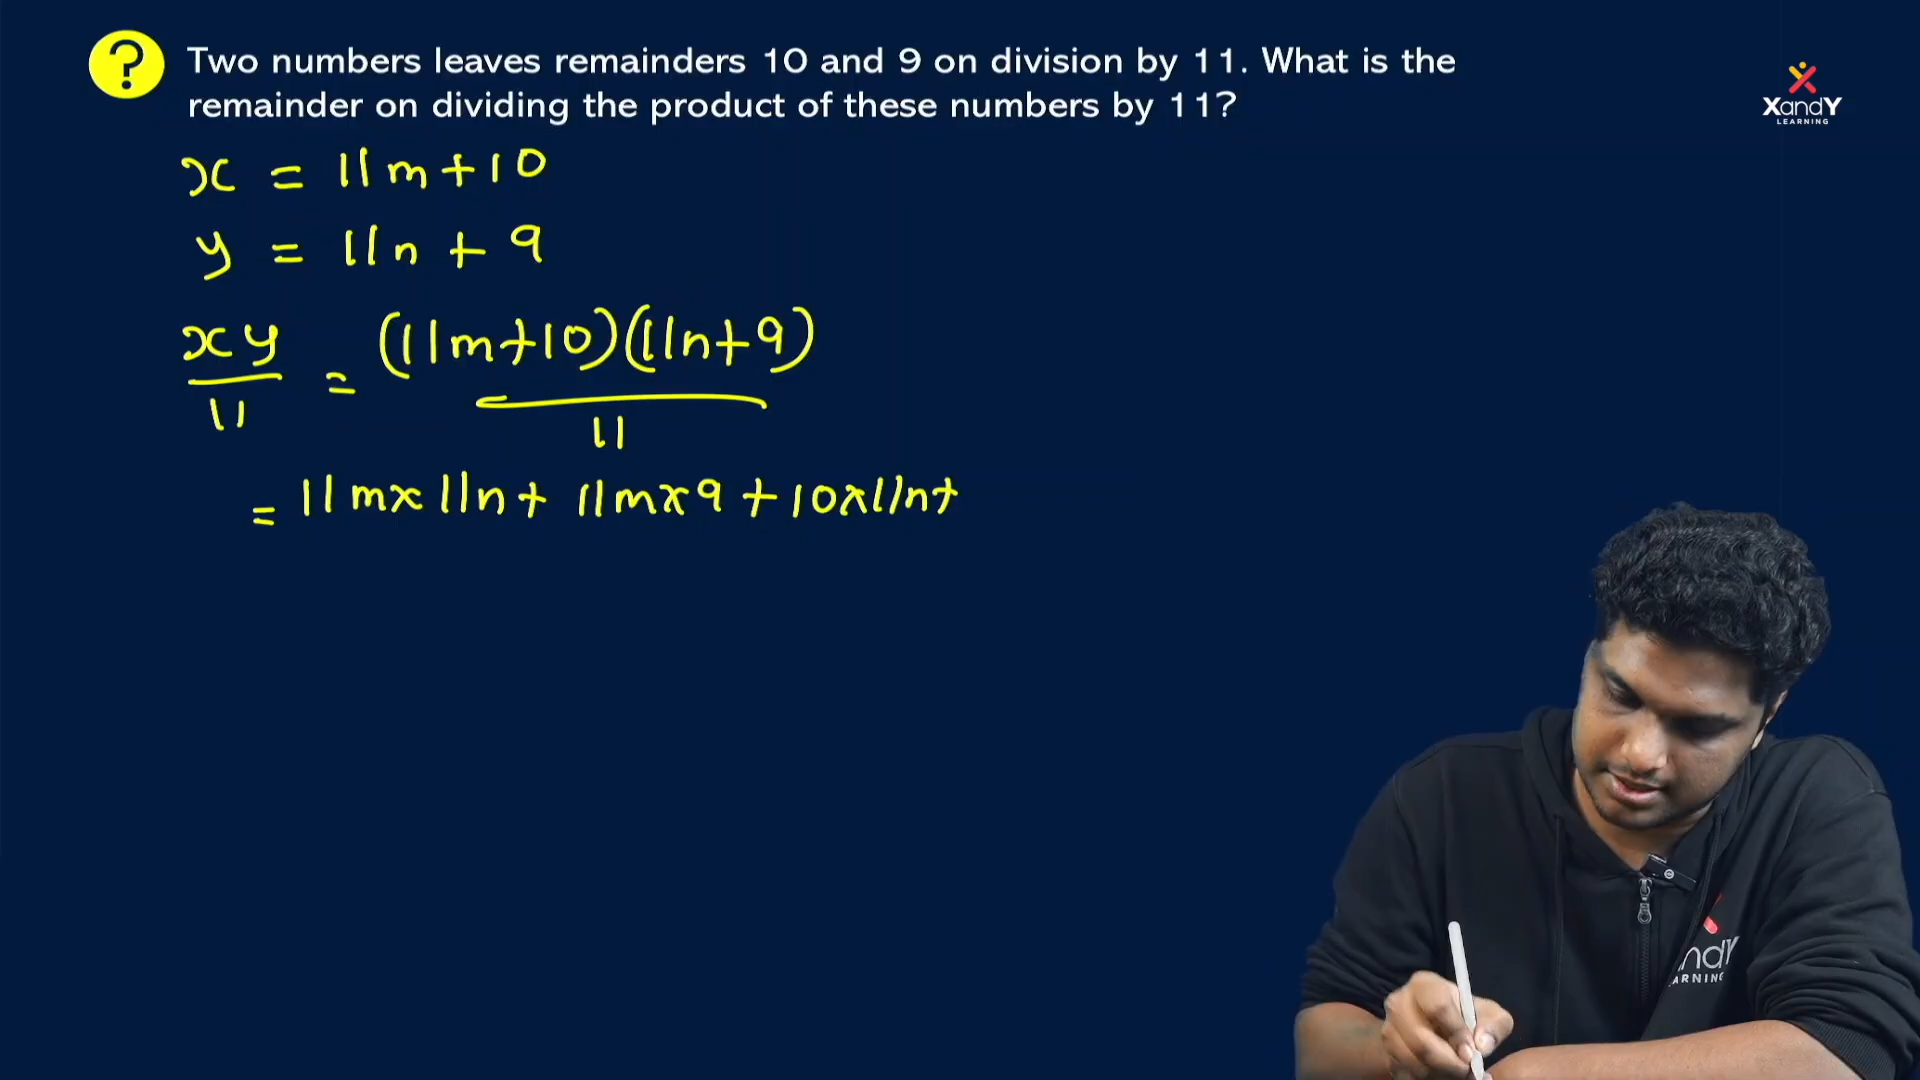 ?
Two numbers leaves remainders 10 and 9 on division by 11. What is the
remainder on dividing the product of these numbers by 11?
XandY
LEARNING
x = 11m+10
y = 11n + 9
xy/11 = (11m+10)(11n+9)/11
= 11m×11n + 11m×9 + 10×11n+
ndY
ARNING